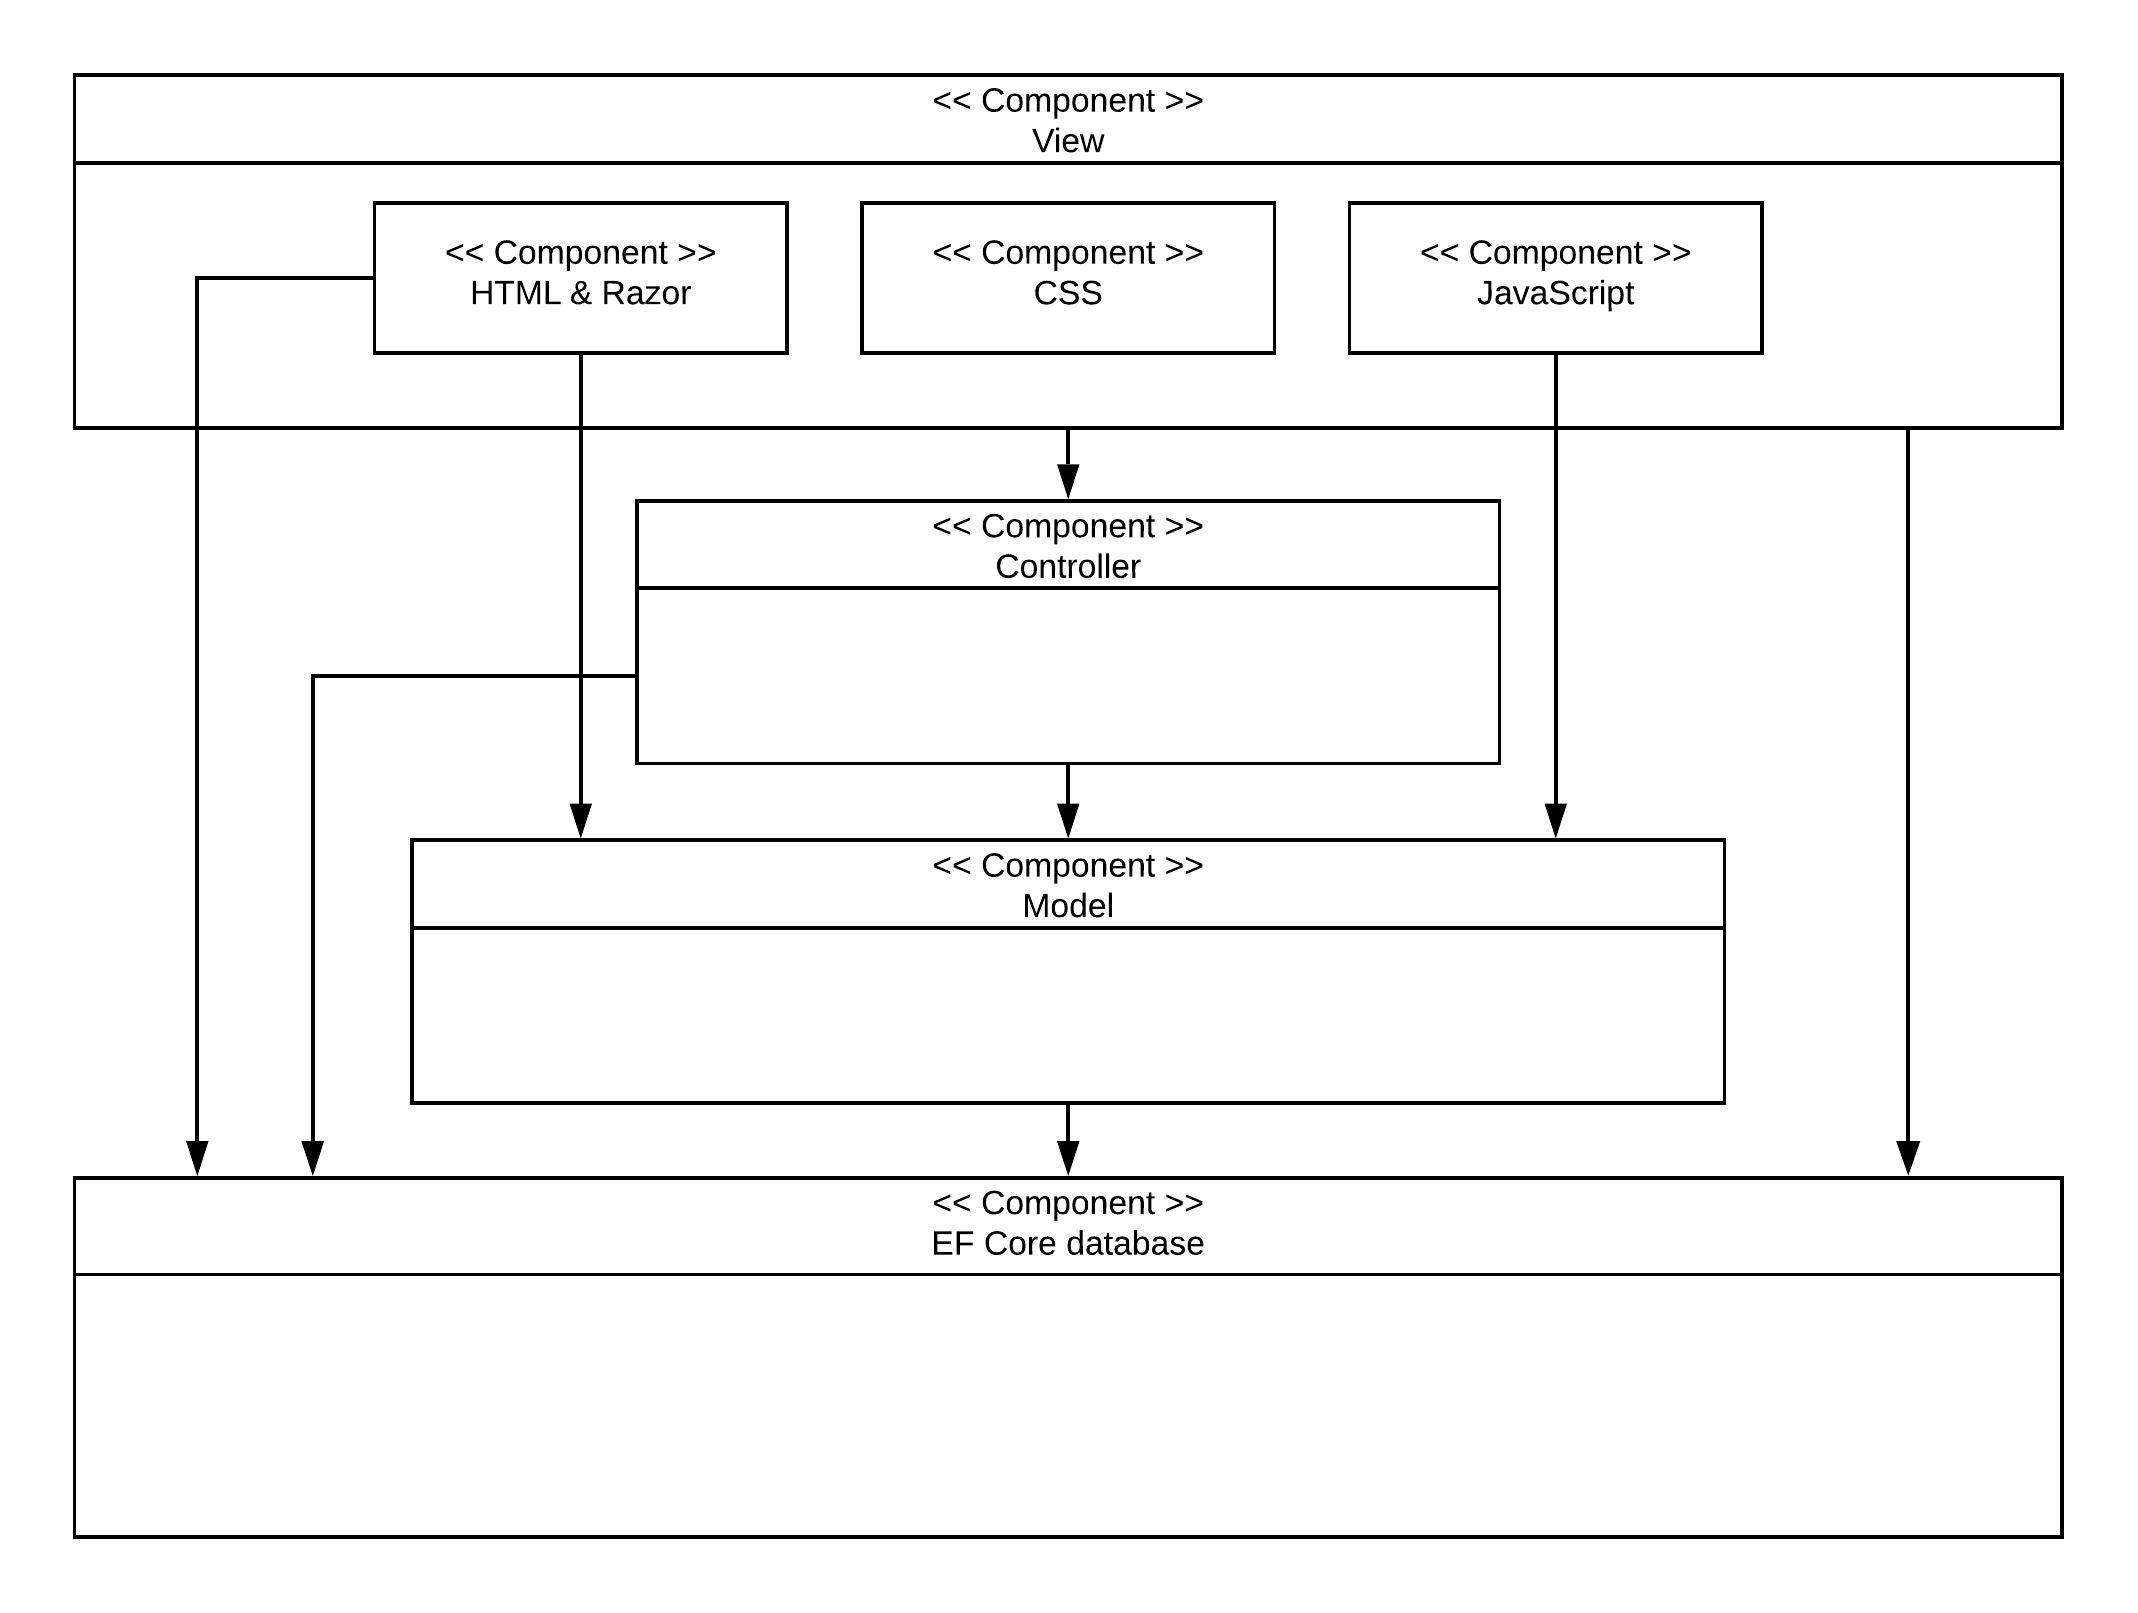 << Component >>
View
<< Component >>
HTML & Razor
<< Component >>
CSS
<< Component >>
JavaScript
<< Component >>
Controller
<< Component >>
Model
<< Component >>
EF Core database